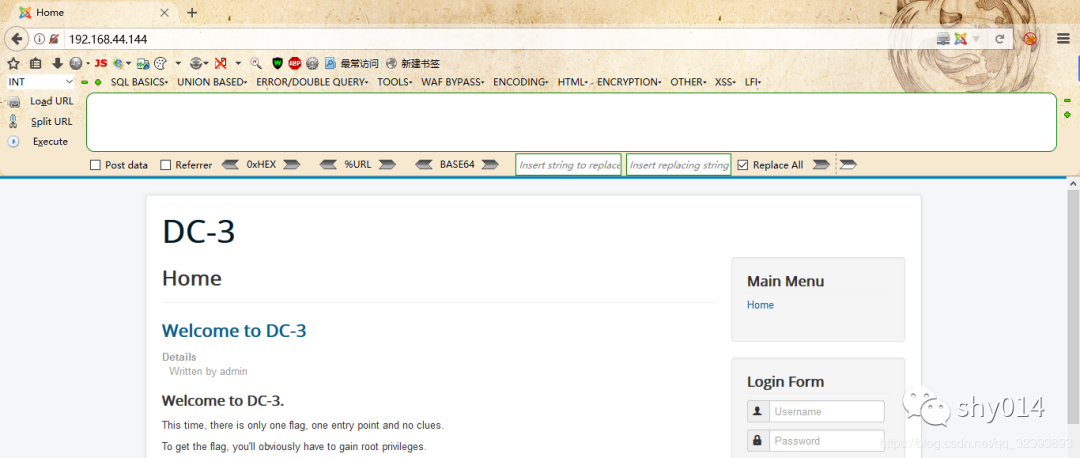 Home
192.168.44.144
JS ABP 最常访问 新建书签
INT SQL BASICS UNION BASED ERROR/DOUBLE QUERY TOOLS WAF BYPASS ENCODING HTML ENCRYPTION OTHER XSS LFI
Load URL
Split URL
Execute
Post data Referrer 0xHEX %URL BASE64 Insert string to replace Insert replacing string Replace All
DC-3
Home
Welcome to DC-3
Details
Written by admin
Welcome to DC-3.
This time, there is only one flag, one entry point and no clues.
To get the flag, you'll obviously have to gain root privileges.
Main Menu
Home
Login Form
Username
Password
shy014
https://blog.csdn.net/qq_32393893